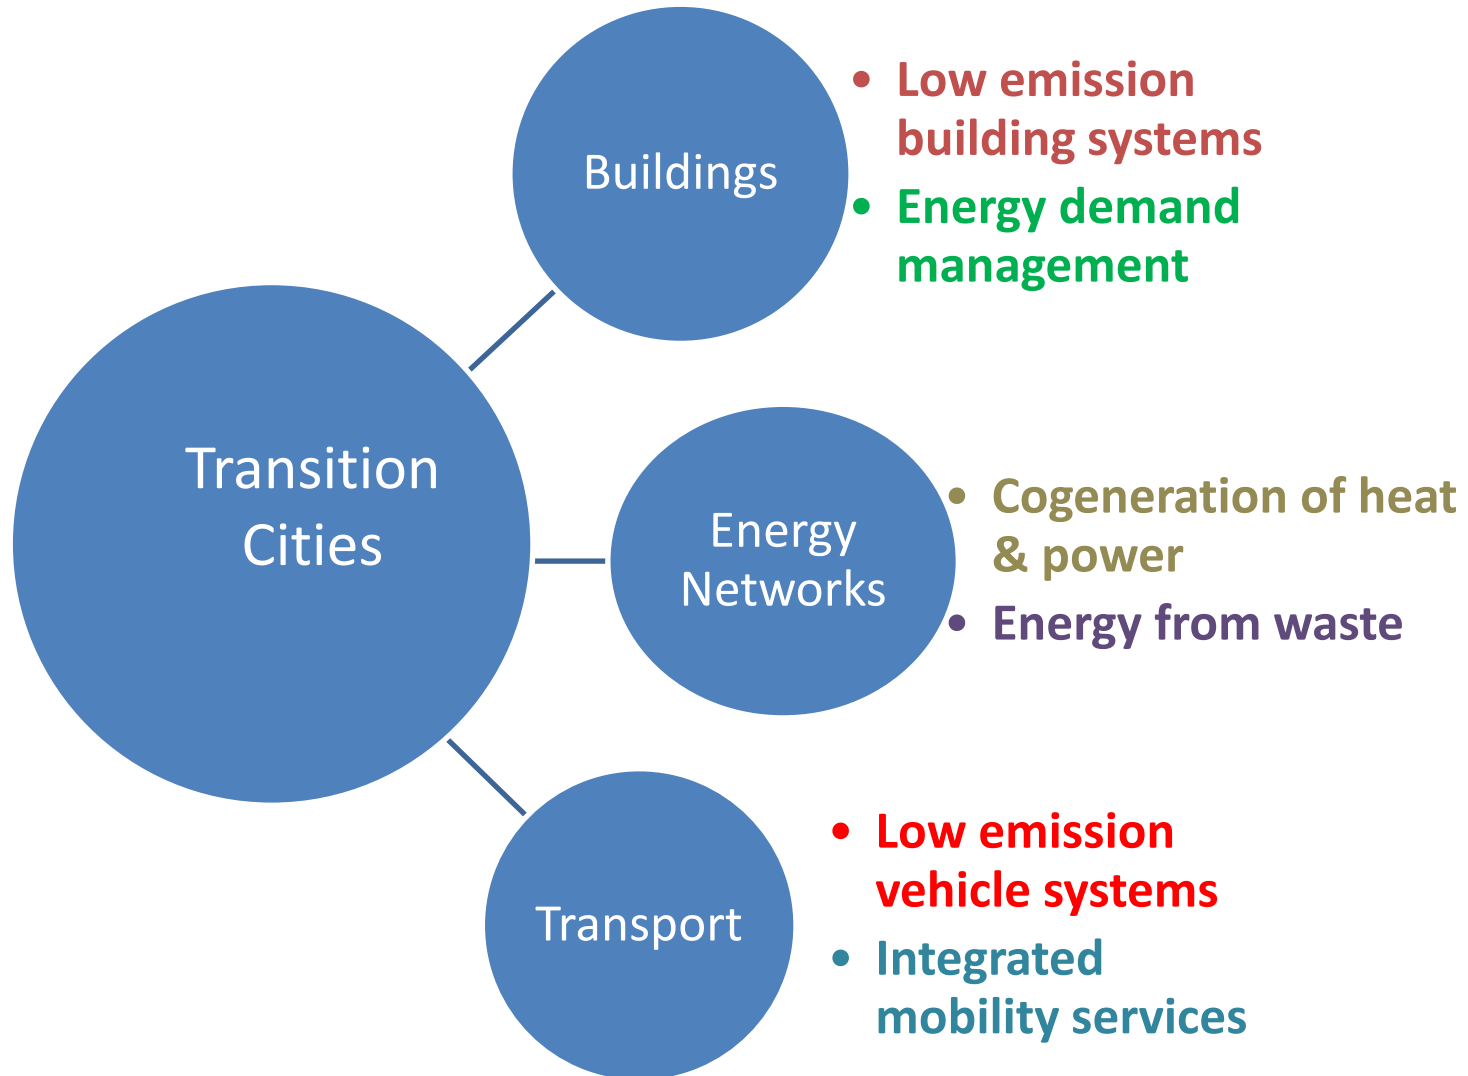 Buildings
• Low emission
building systems
• Energy demand
management
Transition
Cities
Energy
Networks
• Cogeneration of heat
& power
• Energy from waste
Transport
• Low emission
vehicle systems
• Integrated
mobility services